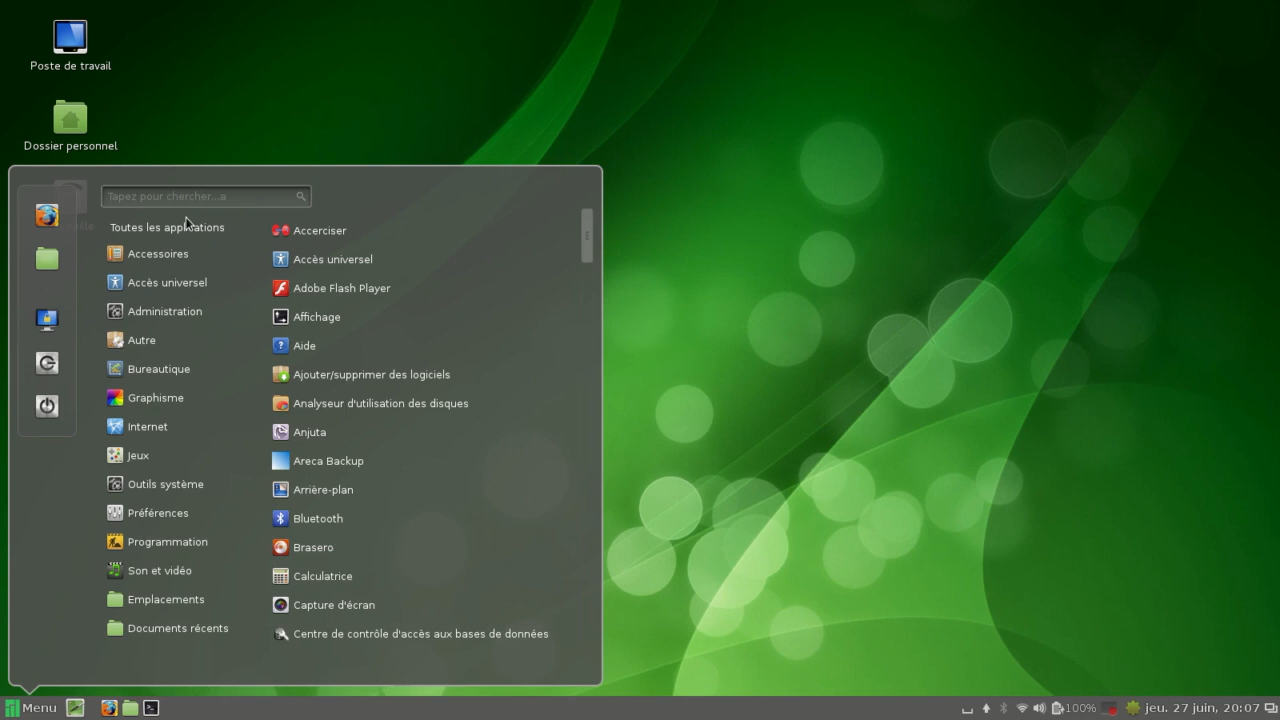 Poste de travail
Dossier personnel
Tapez pour chercher...a
Toutes les applications
Accessoires
Accès universel
Administration
Autre
Bureautique
Graphisme
Internet
Jeux
Outils système
Préférences
Programmation
Son et vidéo
Emplacements
Documents récents
Accerciser
Accès universel
Adobe Flash Player
Affichage
Aide
Ajouter/supprimer des logiciels
Analyseur d'utilisation des disques
Anjuta
Areca Backup
Arrière-plan
Bluetooth
Brasero
Calculatrice
Capture d'écran
Centre de contrôle d'accès aux bases de données
Menu
100%
jeu. 27 juin, 20:07